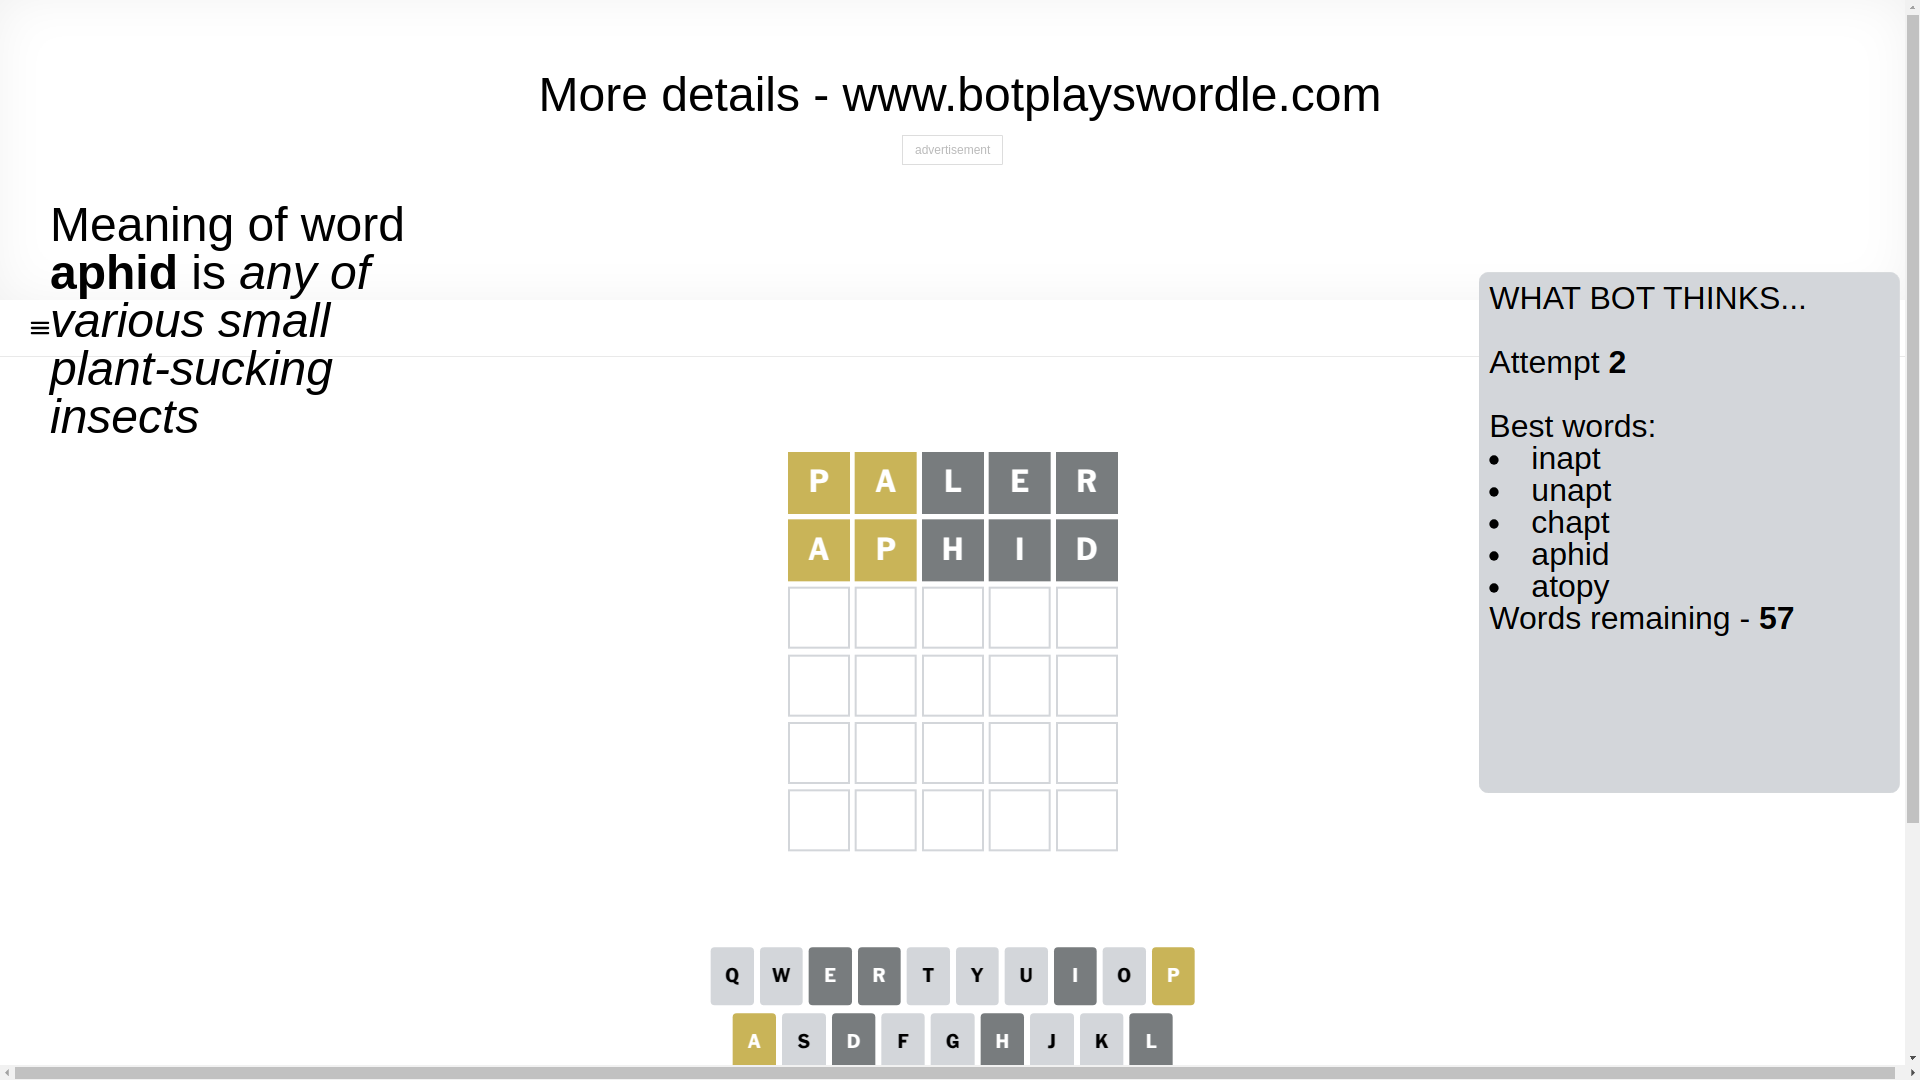 More details - www.botplayswordle.com
advertisement
Meaning of word
aphid is any of
various small
plant-sucking
insects
WHAT BOT THINKS...
Attempt 2
Best words:
inapt
unapt
chapt
aphid
atopy
Words remaining - 57
P A L E R
A P H I D
Q W E R T Y U I O P
A S D F G H J K L